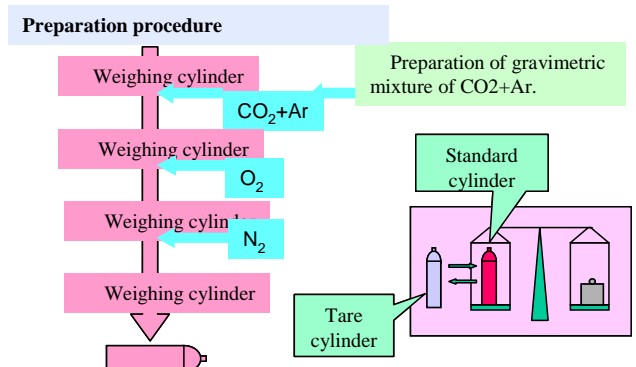 Preparation procedure
Weighing cylinder
Preparation of gravimetric
mixture of CO2+Ar.
CO₂+Ar
Weighing cylinder
O₂
Standard
cylinder
Weighing cylinder
N₂
Weighing cylinder
Tare
cylinder